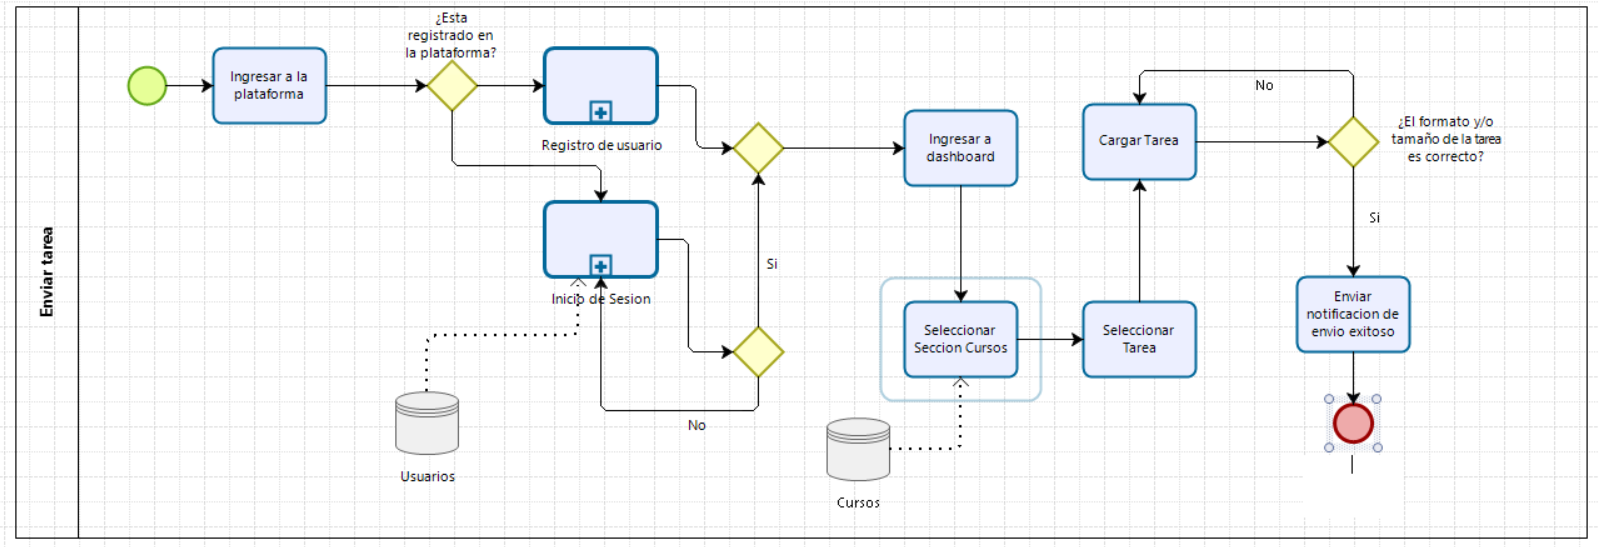 Enviar tarea
Ingresar a la
plataforma
¿Esta
registrado en
la plataforma?
Registro de usuario
Inicio de Sesion
Usuarios
Si
No
Ingresar a
dashboard
Seleccionar
Seccion Cursos
Cursos
Seleccionar
Tarea
Cargar Tarea
No
¿El formato y/o
tamaño de la tarea
es correcto?
Si
Enviar
notificacion de
envio exitoso